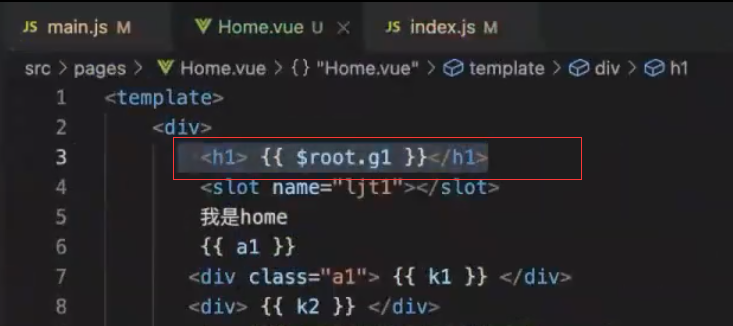 JS main.js M Home.vue U × JS index.js M
src > pages > Home.vue > {} "Home.vue" > template > div > h1
1 <template>
2 <div>
3 <h1> {{ $root.g1 }}</h1>
4 <slot name="ljt1"></slot>
5 我是home
6 {{ a1 }}
7 <div class="a1"> {{ k1 }} </div>
8 <div> {{ k2 }} </div>